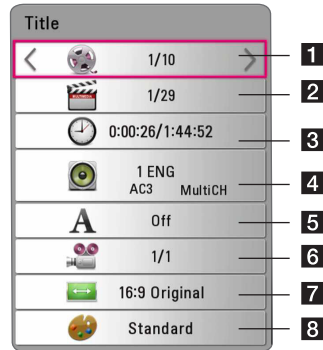 Title
1/10 1
1/29 2
0:00:26/1:44:52 3
1 ENG
AC3 MultiCH 4
A Off 5
1/1 6
16:9 Original 7
Standard 8